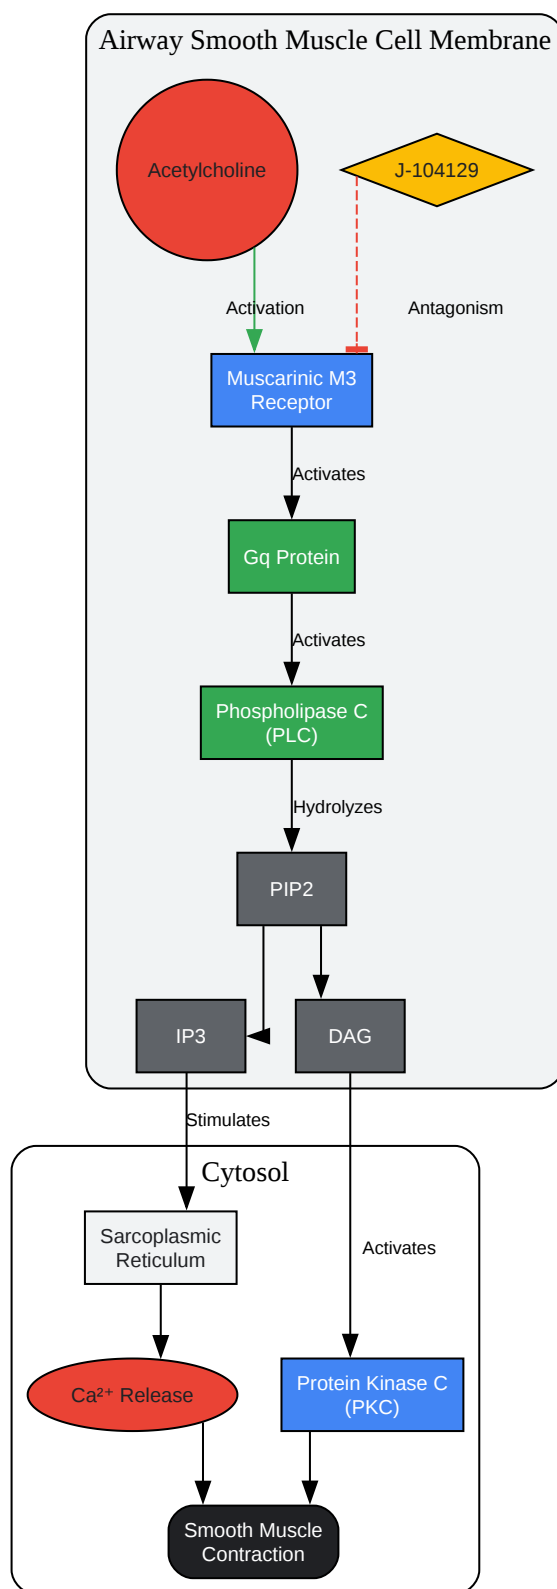 Airway Smooth Muscle Cell Membrane
Acetylcholine
J-104129
Activation
Antagonism
Muscarinic M3
Receptor
Activates
Gq Protein
Activates
Phospholipase C
(PLC)
Hydrolyzes
PIP2
IP3
DAG
Stimulates
Cytosol
Sarcoplasmic
Reticulum
Activates
Ca²⁺ Release
Protein Kinase C
(PKC)
Smooth Muscle
Contraction